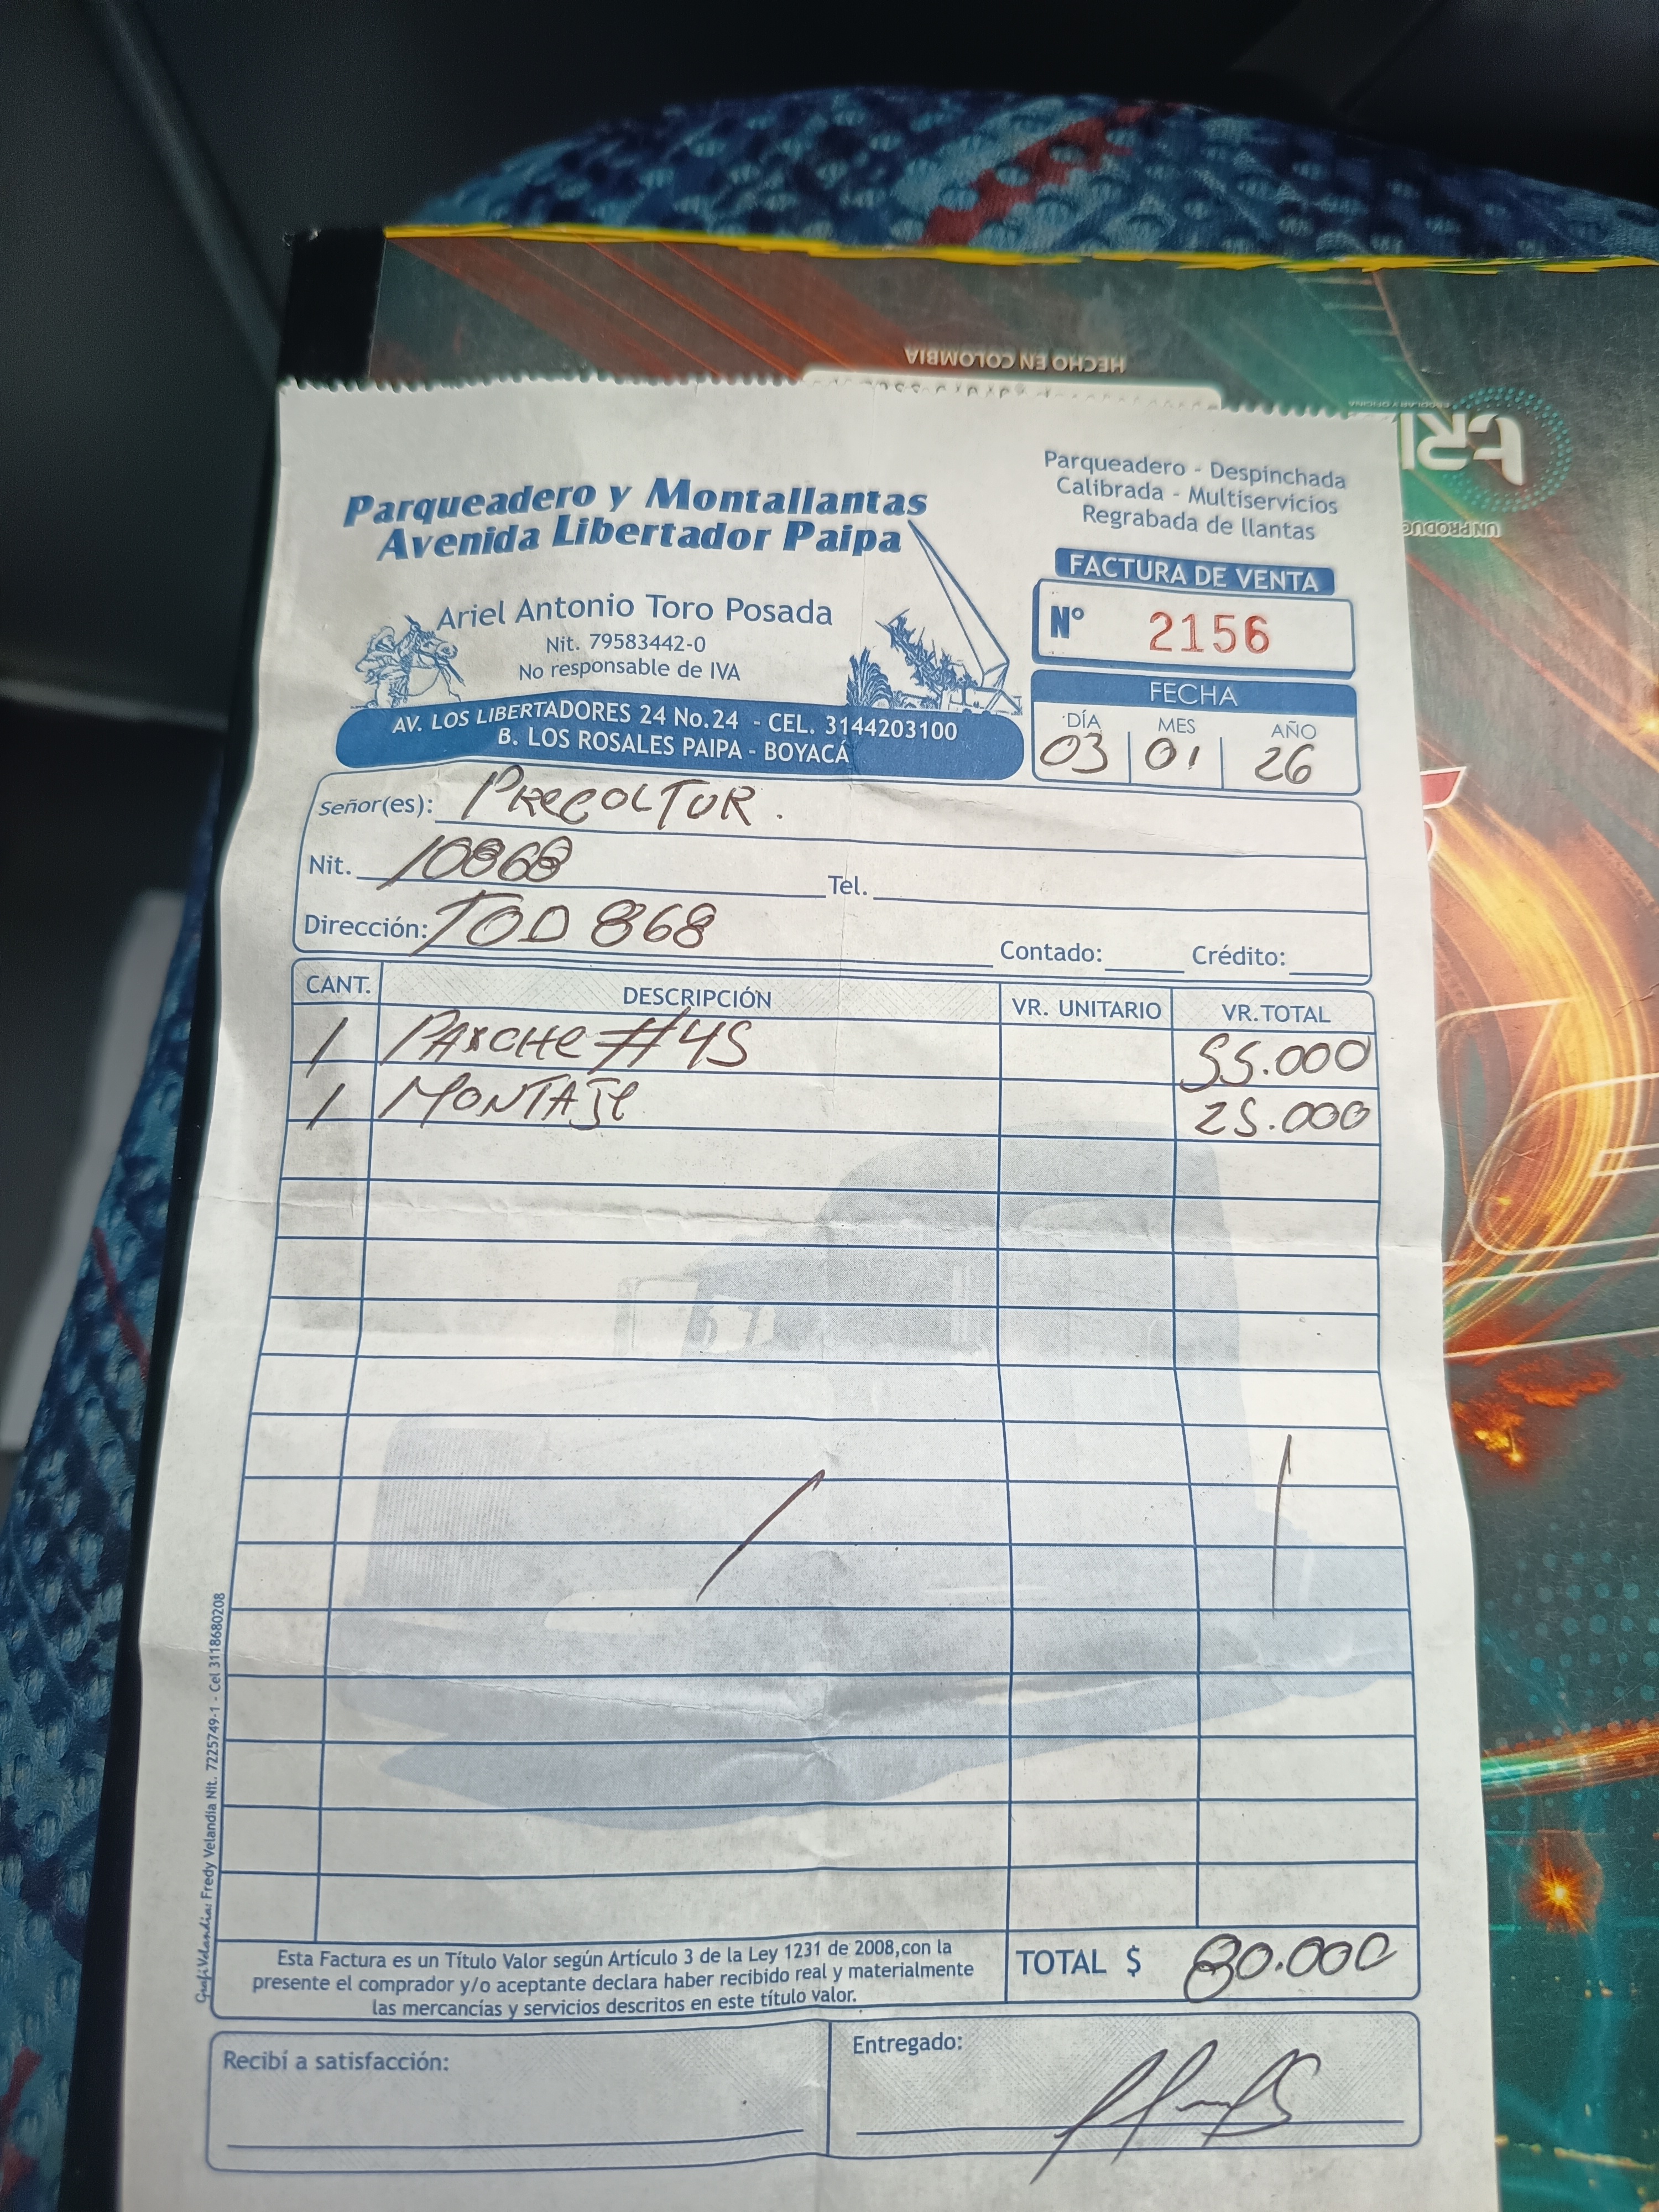 HECHO EN COLOMBIA
UN PRODUC
Parqueadero y Montallantas
Avenida Libertador Paipa
Ariel Antonio Toro Posada
Nit. 79583442-0
No responsable de IVA
AV. LOS LIBERTADORES 24 No.24 - CEL. 3144203100
B. LOS ROSALES PAIPA - BOYACÁ
Parqueadero - Despinchada
Calibrada - Multiservicios
Regrabada de llantas
FACTURA DE VENTA
Nº 2156
FECHA
DÍA MES AÑO
03 01 26
Señor(es): PRECOLTUR.
Nit. 10868 Tel.
Dirección: TOD 868 Contado: Crédito:
CANT. DESCRIPCIÓN VR. UNITARIO VR. TOTAL
1 PARCHE #45 55.000
1 MONTAJE 25.000
Esta Factura es un Título Valor según Artículo 3 de la Ley 1231 de 2008,con la
presente el comprador y/o aceptante declara haber recibido real y materialmente
las mercancías y servicios descritos en este título valor.
TOTAL $ 80.000
Recibí a satisfacción:
Entregado:
GrafiVelandia: Fredy Velandia Nit. 7225749-1 - Cel 3118680208